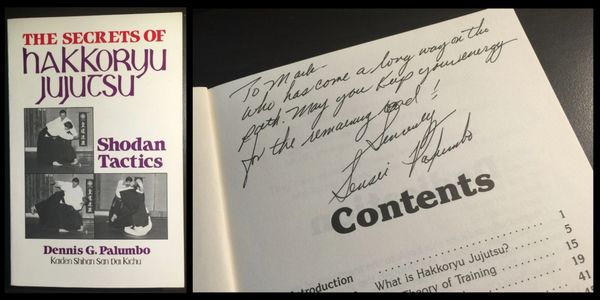 THE SECRETS OF
hAKKORYU
JUJUTSU
Shodan
Tactics
Dennis G. Palumbo
Kaiden Shihan San Dai Kichu
To Mark
who has come a long way on the
path. May you keep your energy
for the remaining road!
Sincerely
Sensei Palumbo
Contents
Introduction 1
What is Hakkoryu Jujutsu? 5
Theory of Training 15
19
41
45